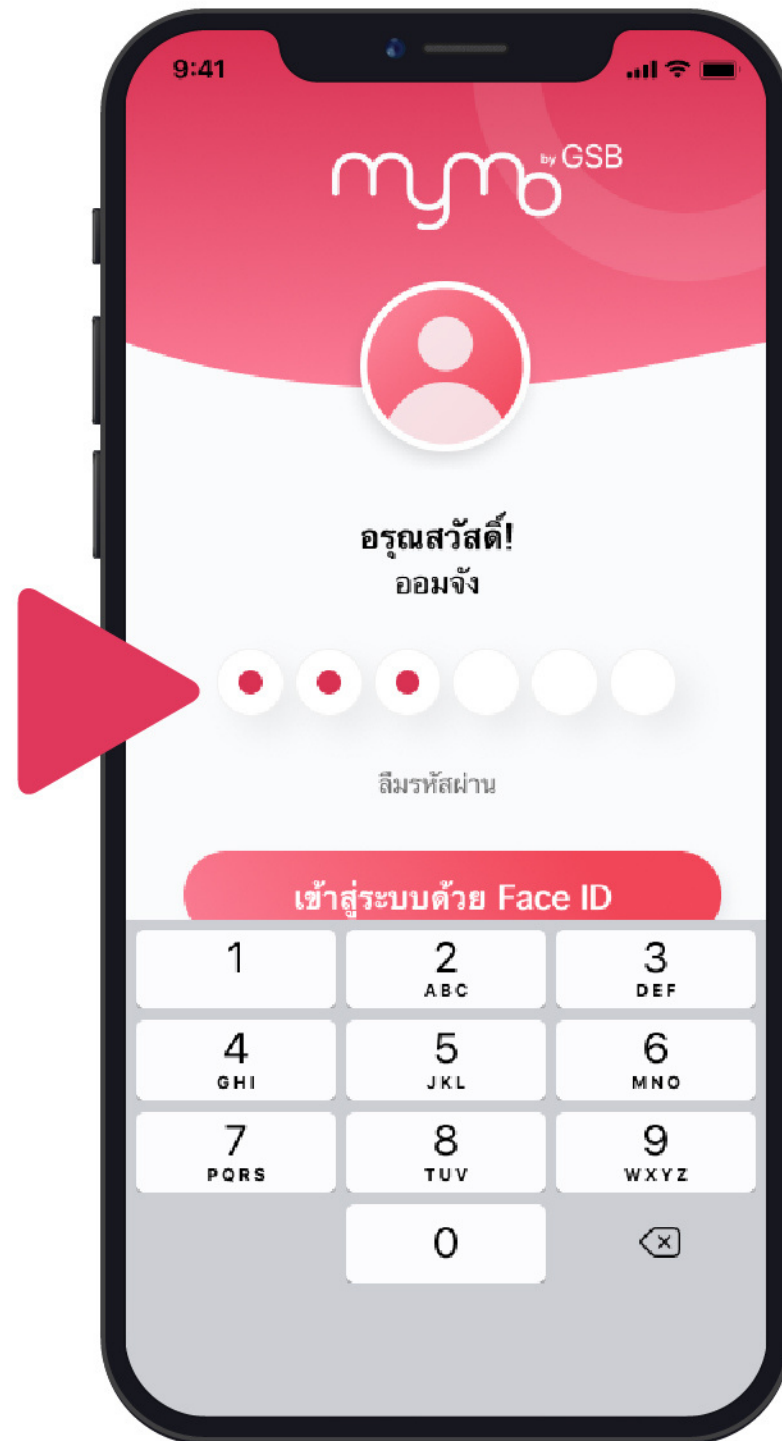 9:41
mymo by GSB
อรุณสวัสดิ์!
ออมจัง
ลืมรหัสผ่าน
เข้าสู่ระบบด้วย Face ID
1 2 3
ABC DEF
4 5 6
GHI JKL MNO
7 8 9
PQRS TUV WXYZ
0